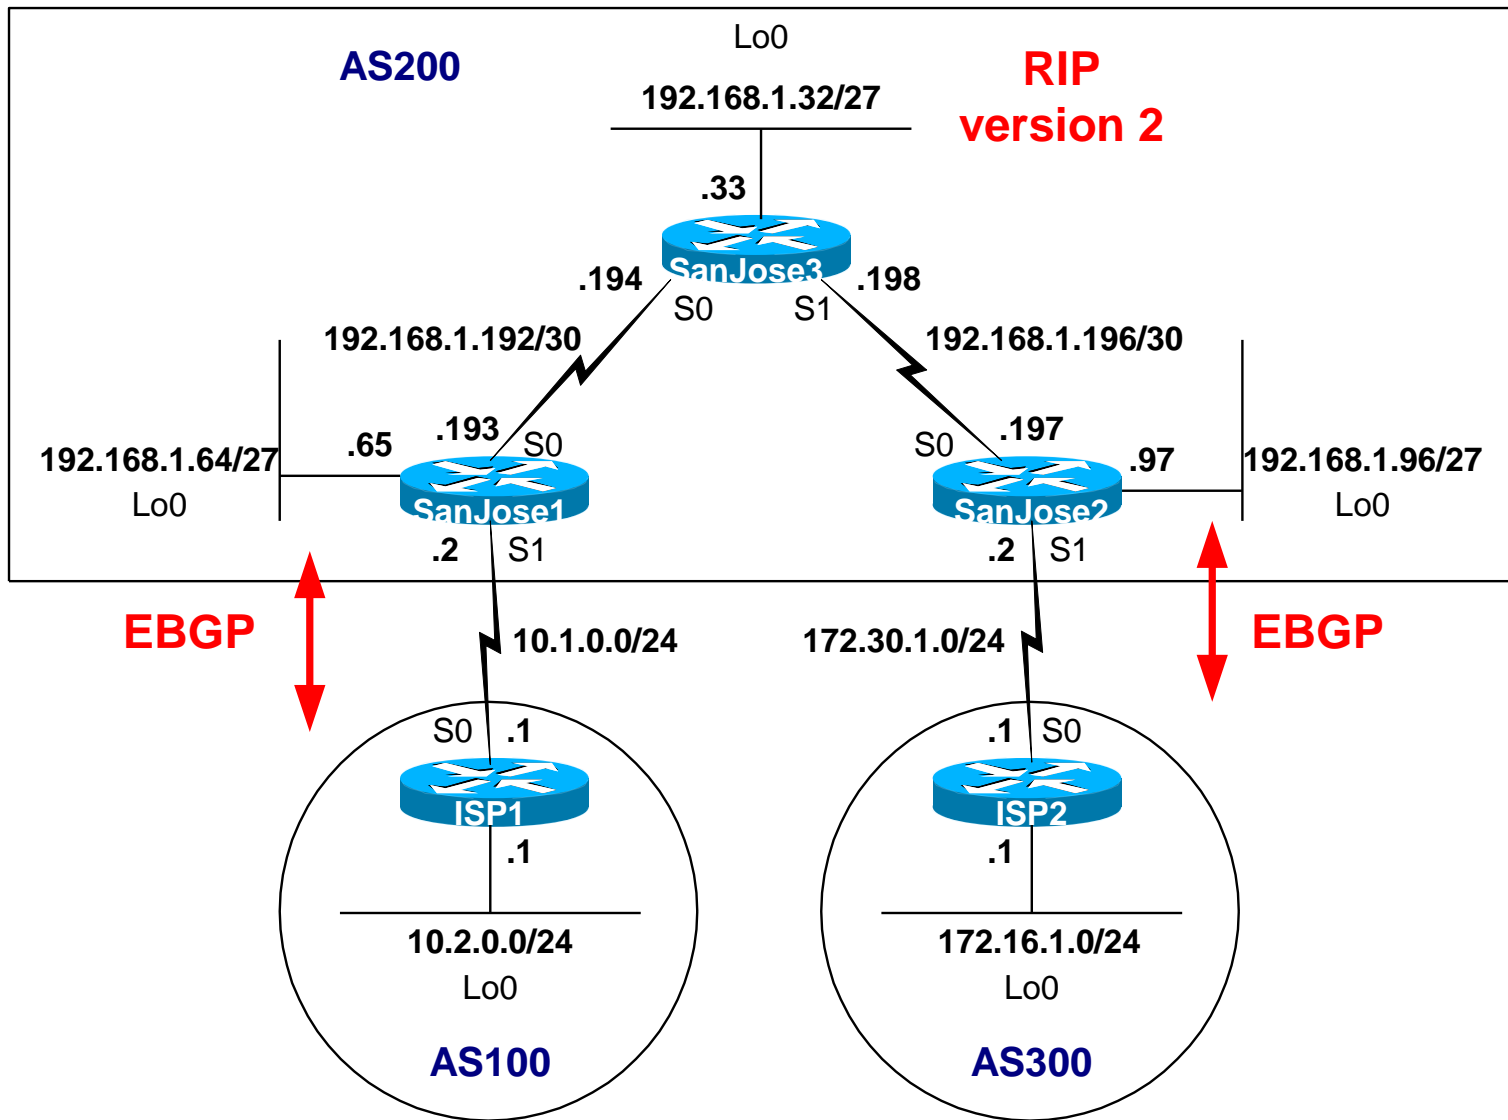 Lo0
AS200
RIP
version 2
192.168.1.32/27
.33
SanJose3
.194
.198
S0
S1
192.168.1.192/30
192.168.1.196/30
.193
S0
.65
192.168.1.64/27
Lo0
SanJose1
.2
S1
S0
.197
.97
192.168.1.96/27
Lo0
SanJose2
.2
S1
EBGP
10.1.0.0/24
172.30.1.0/24
EBGP
S0
.1
ISP1
.1
10.2.0.0/24
Lo0
AS100
.1
S0
ISP2
.1
172.16.1.0/24
Lo0
AS300